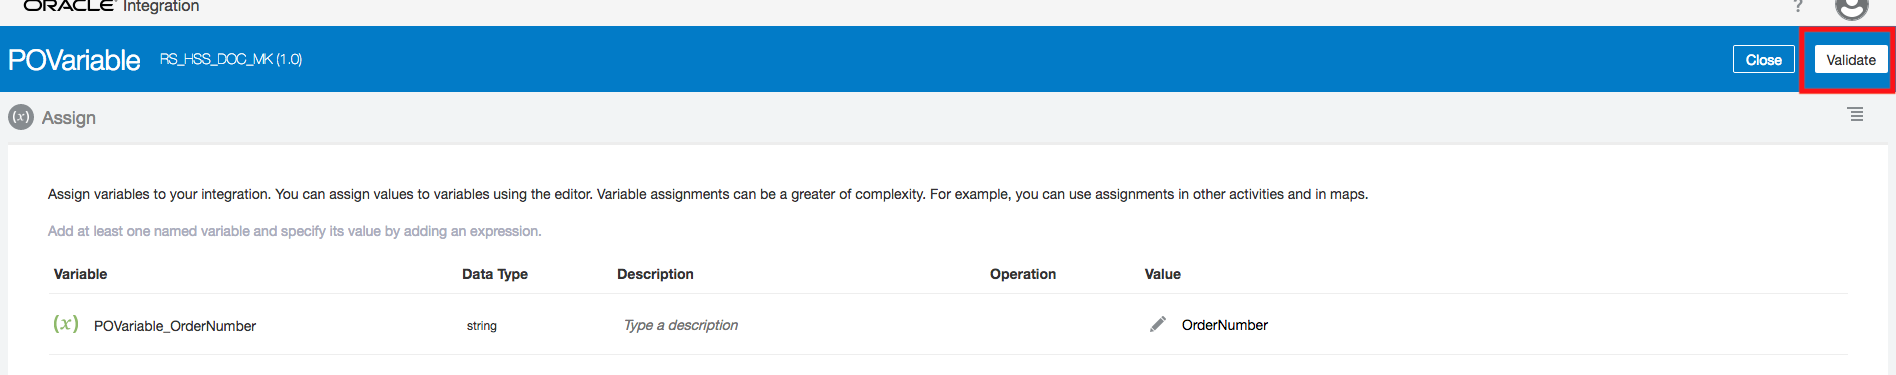 ORACLE Integration ?
POVariable RS_HSS_DOC_MK (1.0) Close Validate
(x) Assign
Assign variables to your integration. You can assign values to variables using the editor. Variable assignments can be a greater of complexity. For example, you can use assignments in other activities and in maps.
Add at least one named variable and specify its value by adding an expression.
Variable Data Type Description Operation Value
(x) POVariable_OrderNumber string Type a description OrderNumber